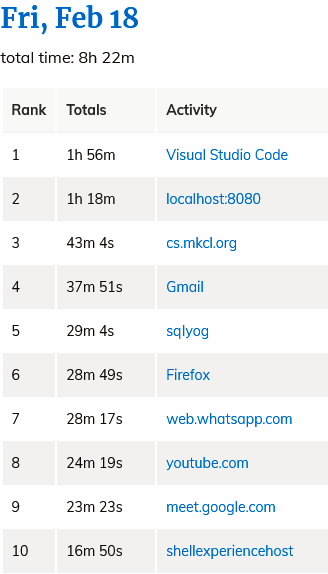 Fri, Feb 18
total time: 8h 22m
Rank Totals Activity
1 1h 56m Visual Studio Code
2 1h 18m localhost:8080
3 43m 4s cs.mkcl.org
4 37m 51s Gmail
5 29m 4s sqlyog
6 28m 49s Firefox
7 28m 17s web.whatsapp.com
8 24m 19s youtube.com
9 23m 23s meet.google.com
10 16m 50s shellexperiencehost